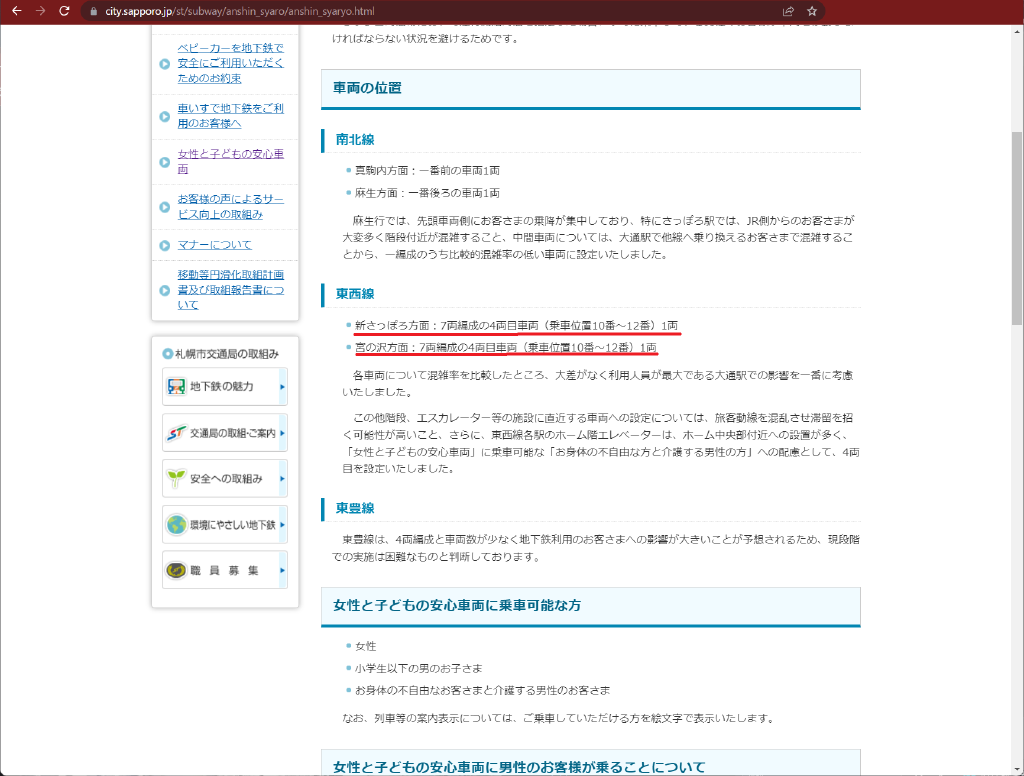 city.sapporo.jp/st/subway/anshin_syaro/anshin_syaryo.html
ければならない状況を避けるためです。
ベビーカーを地下鉄で
安全にご利用いただく
ためのお約束
車いすで地下鉄をご利
用のお客様へ
女性と子どもの安心車
両
お客様の声によるサー
ビス向上の取組み
マナーについて
移動等円滑化取組計画
書及び取組報告書につ
いて
札幌市交通局の取組み
地下鉄の魅力
交通局の取組・ご案内
安全への取組み
環境にやさしい地下鉄
職員募集
車両の位置
南北線
真駒内方面：一番前の車両1両
麻生方面：一番後ろの車両1両
麻生行では、先頭車両側にお客さまの乗降が集中しており、特にさっぽろ駅では、JR側からのお客さまが
大変多く階段付近が混雑すること、中間車両については、大通駅で他線へ乗り換えるお客さまで混雑するこ
とから、一編成のうち比較的混雑率の低い車両に設定いたしました。
東西線
新さっぽろ方面：7両編成の4両目車両（乗車位置10番～12番）1両
宮の沢方面：7両編成の4両目車両（乗車位置10番～12番）1両
各車両について混雑率を比較したところ、大差がなく利用人員が最大である大通駅での影響を一番に考慮
いたしました。
この他階段、エスカレーター等の施設に直近する車両への設定については、旅客動線を混乱させ滞留を招
く可能性が高いこと、さらに、東西線各駅のホーム階エレベーターは、ホーム中央部付近への設置が多く、
「女性と子どもの安心車両」に乗車可能な「お身体の不自由な方と介護する男性の方」への配慮として、4両
目を設定いたしました。
東豊線
東豊線は、4両編成と車両数が少なく地下鉄利用のお客さまへの影響が大きいことが予想されるため、現段階
での実施は困難なものと判断しております。
女性と子どもの安心車両に乗車可能な方
女性
小学生以下の男のお子さま
お身体の不自由なお客さまと介護する男性のお客さま
なお、列車等の案内表示については、ご乗車していただける方を絵文字で表示いたします。
女性と子どもの安心車両に男性のお客様が乗ることについて